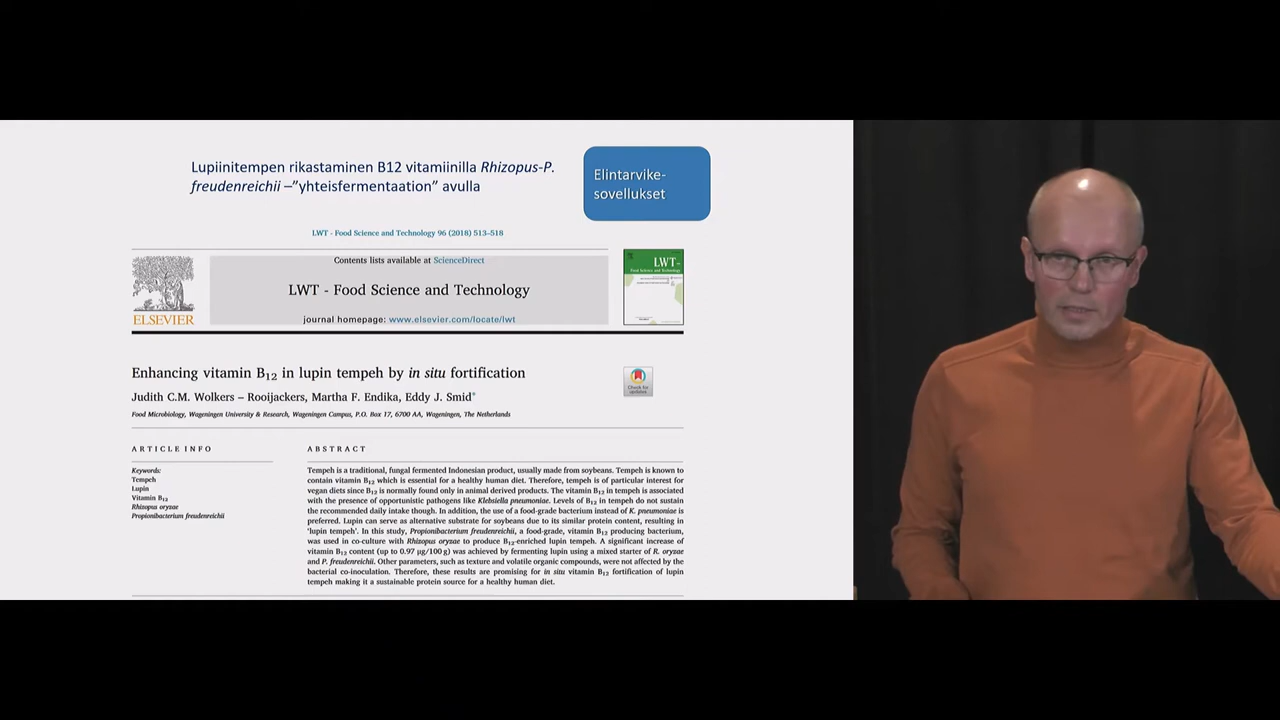 Lupiinitempen rikastaminen B12 vitamiinilla Rhizopus-P.
freudenreichii –”yhteisfermentaation” avulla
Elintarvike-
sovellukset
LWT - Food Science and Technology 96 (2018) 513–518
Contents lists available at ScienceDirect
LWT - Food Science and Technology
journal homepage: www.elsevier.com/locate/lwt
ELSEVIER
LWT-
Food Science and Technology
Enhancing vitamin B₁₂ in lupin tempeh by in situ fortification
Check for
updates
Judith C.M. Wolkers – Rooijackers, Martha F. Endika, Eddy J. Smid*
Food Microbiology, Wageningen University & Research, Wageningen Campus, P.O. Box 17, 6700 AA, Wageningen, The Netherlands
ARTICLE INFO
Keywords:
Tempeh
Lupin
Vitamin B₁₂
Rhizopus oryzae
Propionibacterium freudenreichii
ABSTRACT
Tempeh is a traditional, fungal fermented Indonesian product, usually made from soybeans. Tempeh is known to
contain vitamin B₁₂ which is essential for a healthy human diet. Therefore, tempeh is of particular interest for
vegan diets since B₁₂ is normally found only in animal derived products. The vitamin B₁₂ in tempeh is associated
with the presence of opportunistic pathogens like Klebsiella pneumoniae. Levels of B₁₂ in tempeh do not sustain
the recommended daily intake though. In addition, the use of a food-grade bacterium instead of K. pneumoniae is
preferred. Lupin can serve as alternative substrate for soybeans due to its similar protein content, resulting in
'lupin tempeh'. In this study, Propionibacterium freudenreichii, a food-grade, vitamin B₁₂ producing bacterium,
was used in co-culture with Rhizopus oryzae to produce B₁₂-enriched lupin tempeh. A significant increase of
vitamin B₁₂ content (up to 0.97 μg/100 g) was achieved by fermenting lupin using a mixed starter of R. oryzae
and P. freudenreichii. Other parameters, such as texture and volatile organic compounds, were not affected by the
bacterial co-inoculation. Therefore, these results are promising for in situ vitamin B₁₂ fortification of lupin
tempeh making it a sustainable protein source for a healthy human diet.